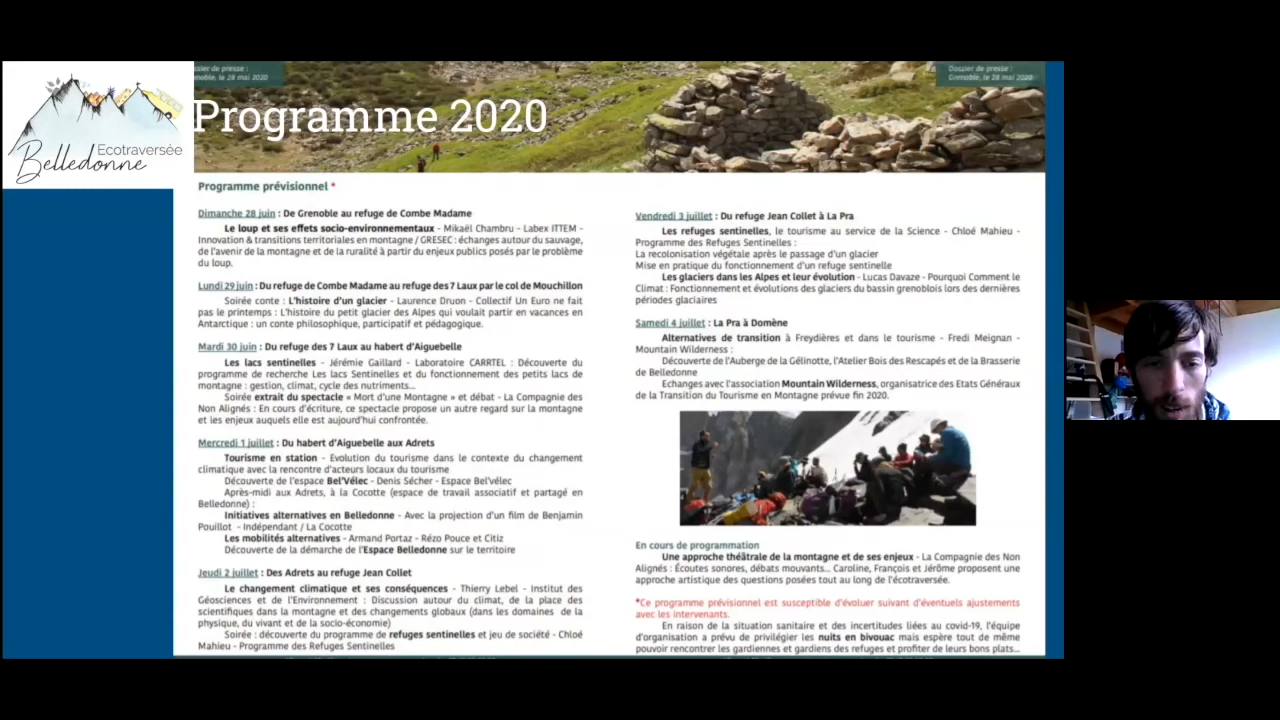 Dossier de presse :
Grenoble, le 28 mai 2020
Ecotraversée
Belledonne
Programme 2020
Programme prévisionnel *
Dimanche 28 juin : De Grenoble au refuge de Combe Madame
Le loup et ses effets socio-environnementaux - Mikaël Chambru - Labex ITTEM -
Innovation & transitions territoriales en montagne / GRESEC : échanges autour du sauvage,
de l'avenir de la montagne et de la ruralité à partir du enjeux publics posés par le problème
du loup.
Lundi 29 juin : Du refuge de Combe Madame au refuge des 7 Laux par le col de Mouchillon
Soirée conte : L'histoire d'un glacier - Laurence Druon - Collectif Un Euro ne fait
pas le printemps : L'histoire du petit glacier des Alpes qui voulait partir en vacances en
Antarctique : un conte philosophique, participatif et pédagogique.
Mardi 30 juin : Du refuge des 7 Laux au habert d'Aiguebelle
Les lacs sentinelles - Jérémie Gaillard - Laboratoire CARRTEL : Découverte du
programme de recherche Les lacs Sentinelles et du fonctionnement des petits lacs de
montagne : gestion, climat, cycle des nutriments...
Soirée extrait du spectacle « Mort d'une Montagne » et débat - La Compagnie des
Non Alignés : En cours d'écriture, ce spectacle propose un autre regard sur la montagne
et les enjeux auquels elle est aujourd'hui confrontée.
Mercredi 1 juillet : Du habert d'Aiguebelle aux Adrets
Tourisme en station - Evolution du tourisme dans le contexte du changement
climatique avec la rencontre d'acteurs locaux du tourisme
Découverte de l'espace Bel'Vélec - Denis Sécher - Espace Bel'vélec
Après-midi aux Adrets, à la Cocotte (espace de travail associatif et partagé en
Belledonne) :
Initiatives alternatives en Belledonne - Avec la projection d'un film de Benjamin
Pouillot - Indépendant / La Cocotte
Les mobilités alternatives - Armand Portaz - Rézo Pouce et Citiz
Découverte de la démarche de l'Espace Belledonne sur le territoire
Jeudi 2 juillet : Des Adrets au refuge Jean Collet
Le changement climatique et ses conséquences - Thierry Lebel - Institut des
Géosciences et de l'Environnement : Discussion autour du climat, de la place des
scientifiques dans la montagne et des changements globaux (dans les domaines de la
physique, du vivant et de la socio-économie)
Soirée : découverte du programme de refuges sentinelles et jeu de société - Chloé
Mahieu - Programme des Refuges Sentinelles
Dossier de presse :
Grenoble, le 28 mai 2020
Vendredi 3 juillet : Du refuge Jean Collet à La Pra
Les refuges sentinelles, le tourisme au service de la Science - Chloé Mahieu -
Programme des Refuges Sentinelles :
La recolonisation végétale après le passage d'un glacier
Mise en pratique du fonctionnement d'un refuge sentinelle
Les glaciers dans les Alpes et leur évolution - Lucas Davaze - Pourquoi Comment le
Climat : Fonctionnement et évolutions des glaciers du bassin grenoblois lors des dernières
périodes glaciaires
Samedi 4 juillet : La Pra à Domène
Alternatives de transition à Freydières et dans le tourisme - Fredi Meignan -
Mountain Wilderness :
Découverte de l'Auberge de la Gélinotte, l'Atelier Bois des Rescapés et de la Brasserie
de Belledonne
Echanges avec l'association Mountain Wilderness, organisatrice des Etats Généraux
de la Transition du Tourisme en Montagne prévue fin 2020.
En cours de programmation
Une approche théâtrale de la montagne et de ses enjeux - La Compagnie des Non
Alignés : Écoutes sonores, débats mouvants... Caroline, François et Jérôme proposent une
approche artistique des questions posées tout au long de l'écotraversée.
*Ce programme prévisionnel est susceptible d'évoluer suivant d'éventuels ajustements
avec les intervenants.
En raison de la situation sanitaire et des incertitudes liées au covid-19, l'équipe
d'organisation a prévu de privilégier les nuits en bivouac mais espère tout de même
pouvoir rencontrer les gardiennes et gardiens des refuges et profiter de leurs bons plats...